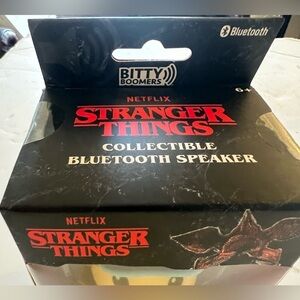 Bluetooth
BITTY
BOOMERS
NETFLIX
STRANGER
THINGS
6+
COLLECTIBLE
BLUETOOTH SPEAKER
NETFLIX
STRANGER
THINGS